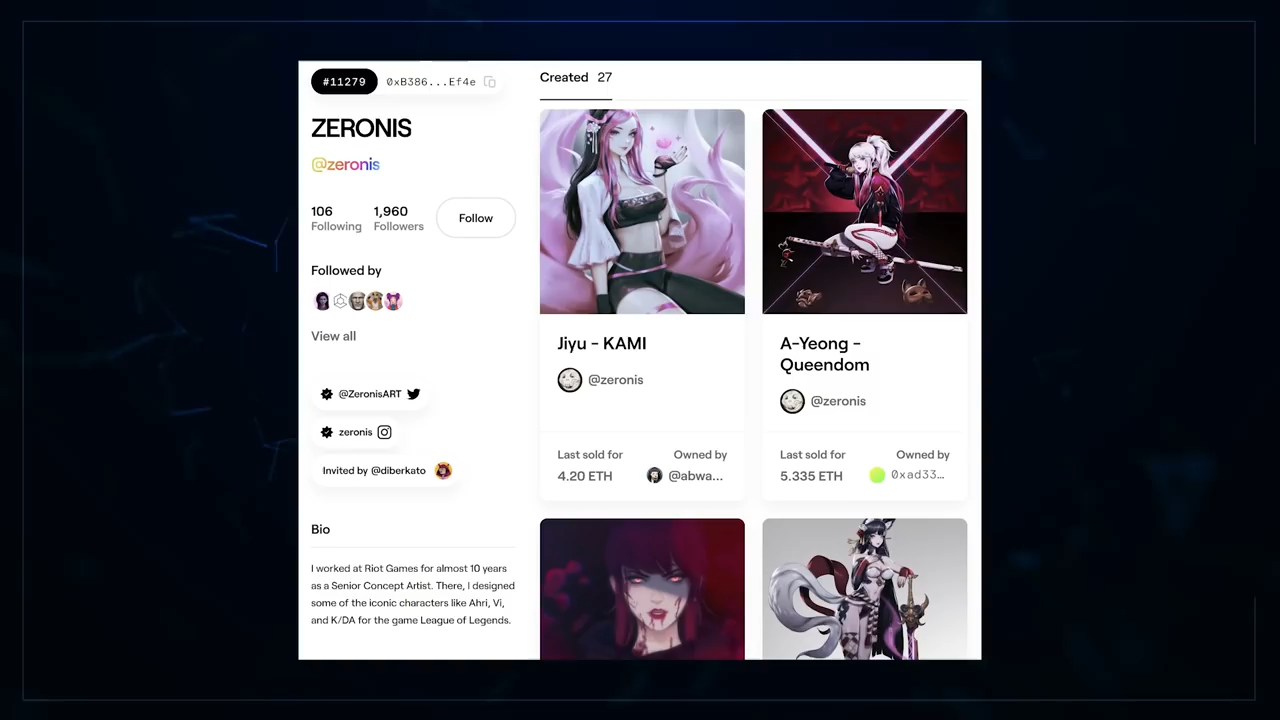 #11279 0xB386...Ef4e
ZERONIS
@zeronis
106 1,960
Following Followers
Follow
Followed by
View all
@ZeronisART
zeronis
Invited by @diberkato
Bio
I worked at Riot Games for almost 10 years
as a Senior Concept Artist. There, I designed
some of the iconic characters like Ahri, Vi,
and K/DA for the game League of Legends.
Created 27
Jiyu - KAMI
@zeronis
Last sold for Owned by
4.20 ETH @abwa...
A-Yeong -
Queendom
@zeronis
Last sold for Owned by
5.335 ETH 0xad33...